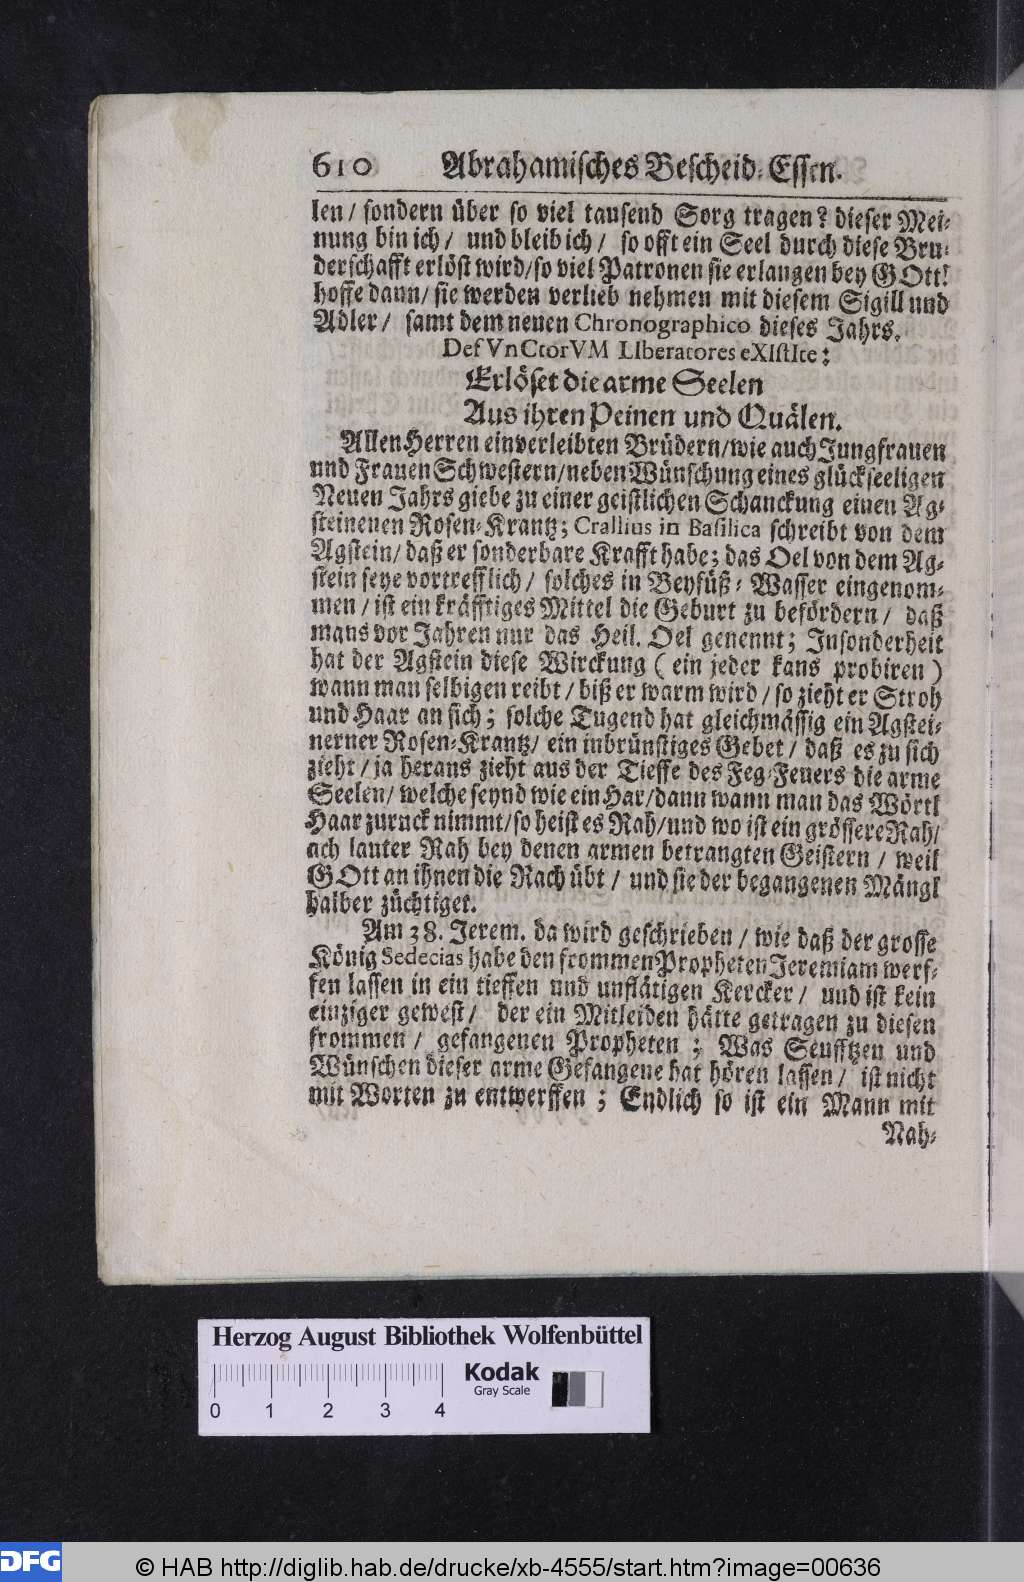 610 Abrahamisches Bescheid-Essen.
len/ sondern über so viel tausend Sorg tragen? dieser Mei-
nung bin ich/ und bleib ich/ so offt ein Seel durch diese Bru-
derschafft erlöst wird/ so viel Patronen sie erlangen bey GOtt!
hoffe dann/ sie werden verlieb nehmen mit diesem Sigill und
Adler/ samt dem neuen Chronographico dieses Jahrs.
Def VnCtorVM LIberatores eXIstIte:
Erlöset die arme Seelen
Aus ihren Peinen und Quälen.
Allen Herren einverleibten Brüdern/ wie auch Jungfrauen
und Frauen Schwestern/ neben Wünschung eines glückseeligen
Neuen Jahrs giebe zu einer geistlichen Schanckung einen Ag-
steinenen Rosen-Krantz; Crallius in Basilica schreibt von dem
Agstein/ daß er sonderbare Krafft habe; das Oel von dem Ag-
stein seye vortrefflich/ solches in Beyfüß-Wasser eingenom-
men/ ist ein kräfftiges Mittel die Geburt zu befördern/ daß
mans vor Jahren nur das Heil. Oel genennt; Insonderheit
hat der Agstein diese Wirckung (ein jeder kans probiren)
wann man selbigen reibt/ biß er warm wird/ so zieht er Stroh
und Haar an sich; solche Tugend hat gleichmässig ein Agstei-
nerner Rosen-Krantz/ ein inbrünstiges Gebet/ daß es zu sich
zieht/ ja heraus zieht aus der Tieffe des Feg-Feuers die arme
Seelen/ welche seynd wie ein Har/ dann wann man das Wörtl
Haar zuruck nimmt/ so heist es Rah/ und wo ist ein grössere Rah/
ach lauter Rah bey denen armen betrangten Geistern/ weil
GOtt an ihnen die Rach übt/ und sie der begangenen Mängl
halber züchtiget.
Am 38. Jerem. da wird geschrieben/ wie daß der grosse
König Sedecias habe den frommen Propheten Jeremiam werf-
fen lassen in ein tieffen und unflätigen Kercker/ und ist kein
einziger gewest/ der ein Mitleiden hätte getragen zu diesen
frommen/ gefangenen Propheten; Was Seufftzen und
Wünschen dieser arme Gefangene hat hören lassen/ ist nicht
mit Worten zu entwerffen; Endlich so ist ein Mann mit
Nah-
Herzog August Bibliothek Wolfenbüttel
Kodak
Gray Scale
0 1 2 3 4
DFG © HAB http://diglib.hab.de/drucke/xb-4555/start.htm?image=00636